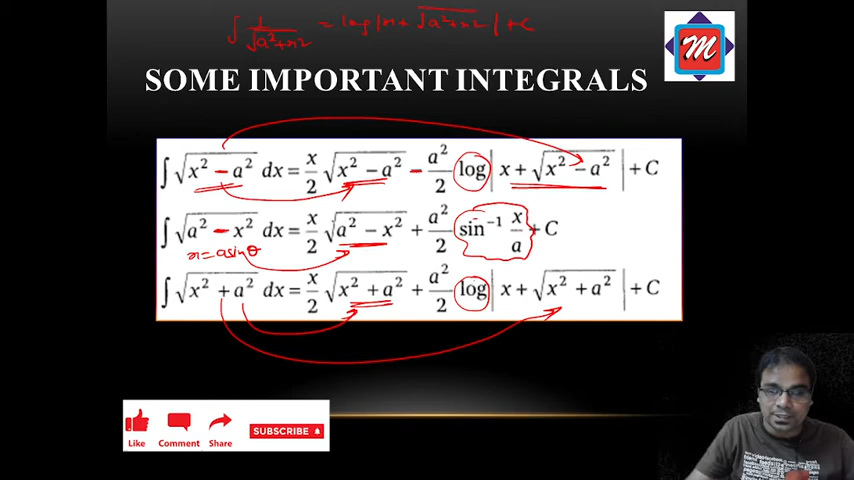 ∫ 1/√(a²+x²) = log|x+√(a²+x²)|+C
M
SOME IMPORTANT INTEGRALS
∫√(x² − a²) dx = x/2 √(x² − a²) − a²/2 log|x + √(x² − a²)| + C
∫√(a² − x²) dx = x/2 √(a² − x²) + a²/2 sin⁻¹ x/a + C
x=asinθ
∫√(x² + a²) dx = x/2 √(x² + a²) + a²/2 log|x + √(x² + a²)| + C
Like Comment Share SUBSCRIBE